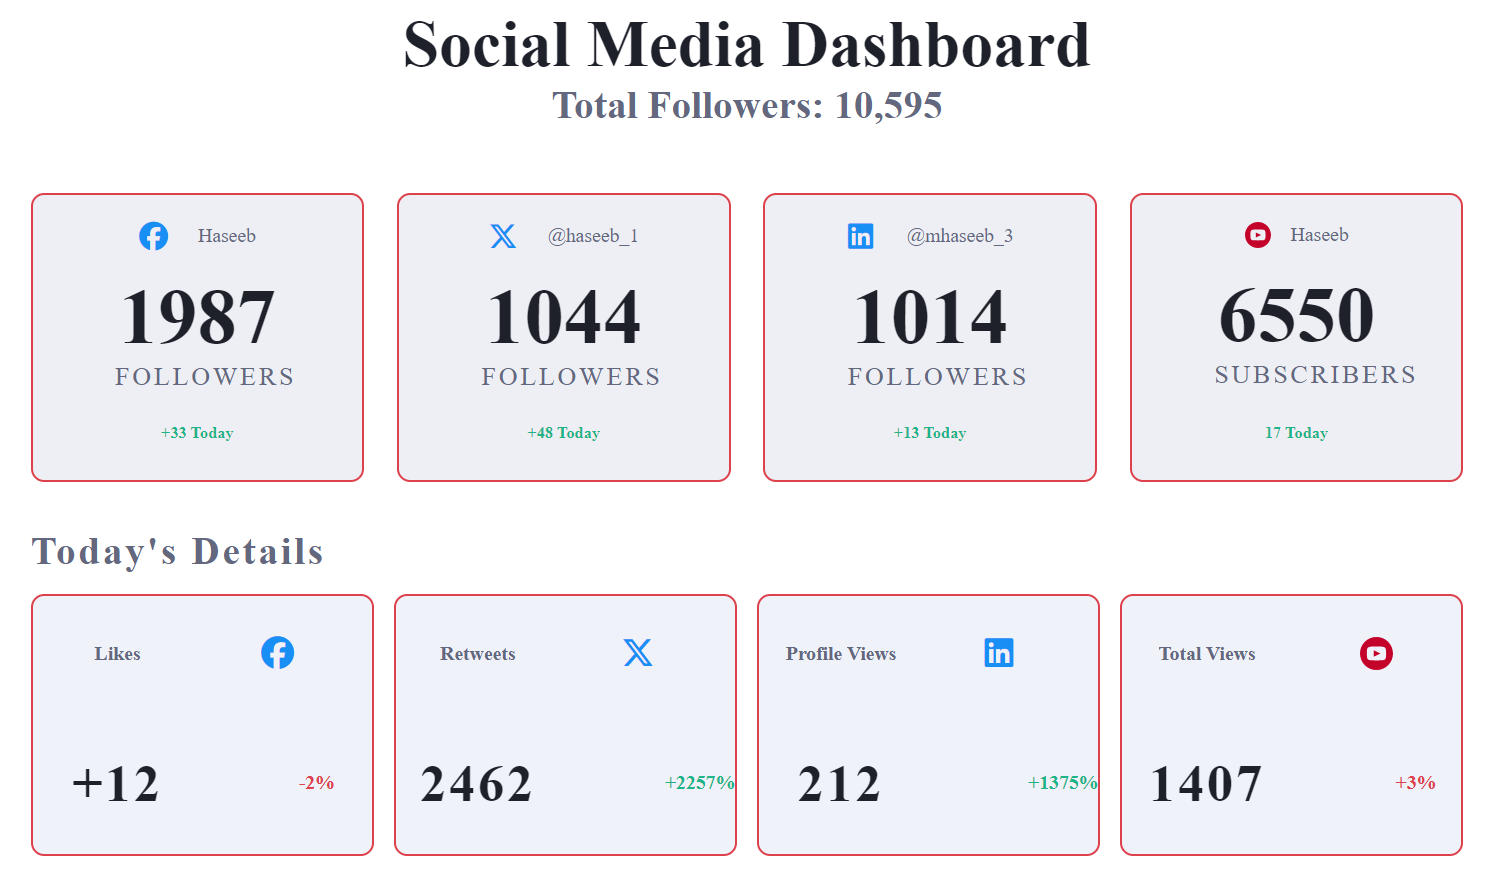 Social Media Dashboard
Total Followers: 10,595
Haseeb
1987
FOLLOWERS
+33 Today
@haseeb_1
1044
FOLLOWERS
+48 Today
@mhaseeb_3
1014
FOLLOWERS
+13 Today
Haseeb
6550
SUBSCRIBERS
17 Today
Today's Details
Likes
+12
-2%
Retweets
2462
+2257%
Profile Views
212
+1375%
Total Views
1407
+3%